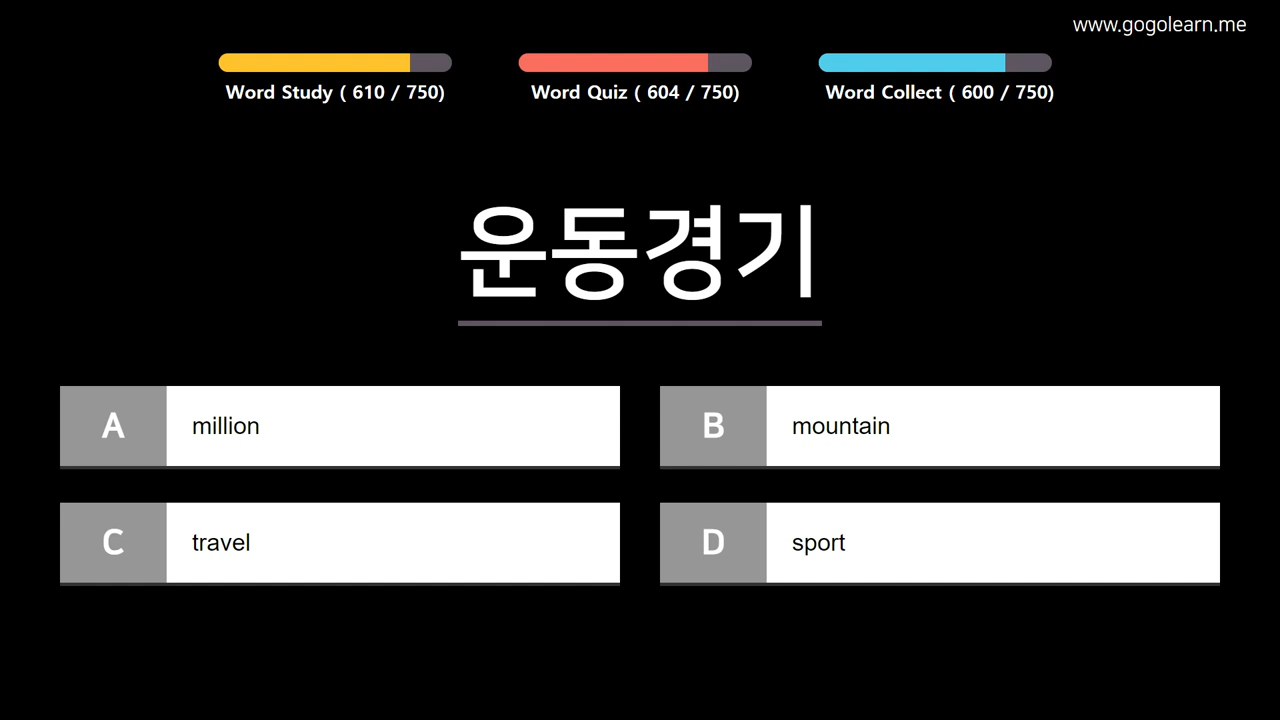 www.gogolearn.me
Word Study ( 610 / 750)
Word Quiz ( 604 / 750)
Word Collect ( 600 / 750)
운동경기
A million
B mountain
C travel
D sport